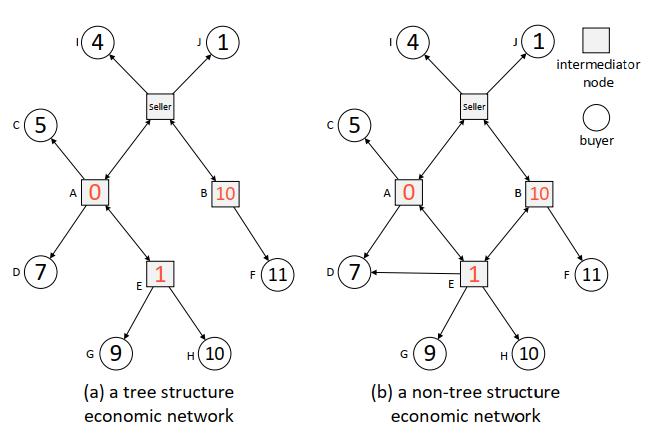 I 4 J 1
Seller
C 5
A 0 B 10
D 7 E 1 F 11
G 9 H 10
(a) a tree structure
economic network
I 4 J 1
intermediator
node
Seller
buyer
C 5
A 0 B 10
D 7 E 1 F 11
G 9 H 10
(b) a non-tree structure
economic network